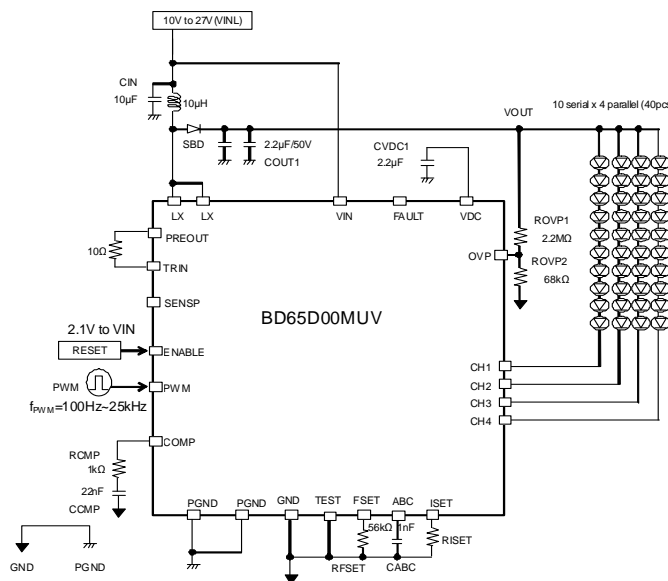 10V to 27V(VINL)
CIN
10µF
10µH
VOUT
10 serial x 4 parallel (40pcs
SBD
2.2µF/50V
COUT1
CVDC1
2.2µF
LX
LX
VIN
FAULT
VDC
PREOUT
10Ω
TRIN
OVP
ROVP1
2.2MΩ
ROVP2
68kΩ
SENSP
BD65D00MUV
2.1V to VIN
RESET
ENABLE
PWM
PWM
fPWM=100Hz~25kHz
CH1
CH2
CH3
CH4
COMP
RCMP
1kΩ
22nF
CCMP
PGND
PGND
GND
TEST
FSET
ABC
ISET
56kΩ
1nF
RISET
RFSET
CABC
GND
PGND